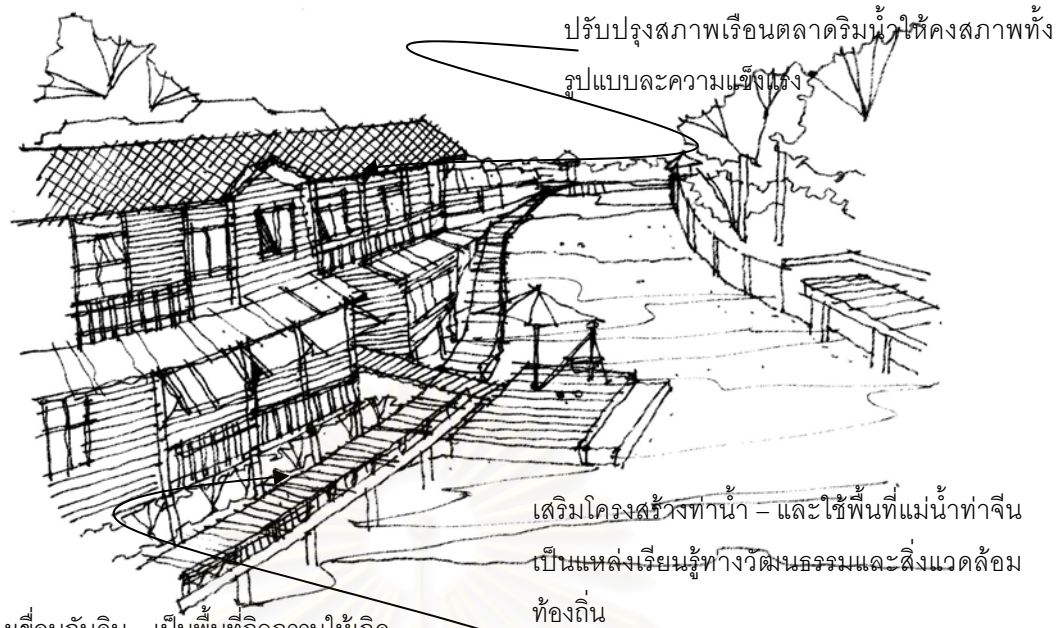 ปรับปรุงสภาพเรือนตลาดริมน้ำให้คงสภาพทั้ง
รูปแบบละความแข็งแรง
เสริมโครงสร้างท่าน้ำ – และใช้พื้นที่แม่น้ำท่าจีน
เป็นแหล่งเรียนรู้ทางวัฒนธรรมและสิ่งแวดล้อม
ท้องถิ่น